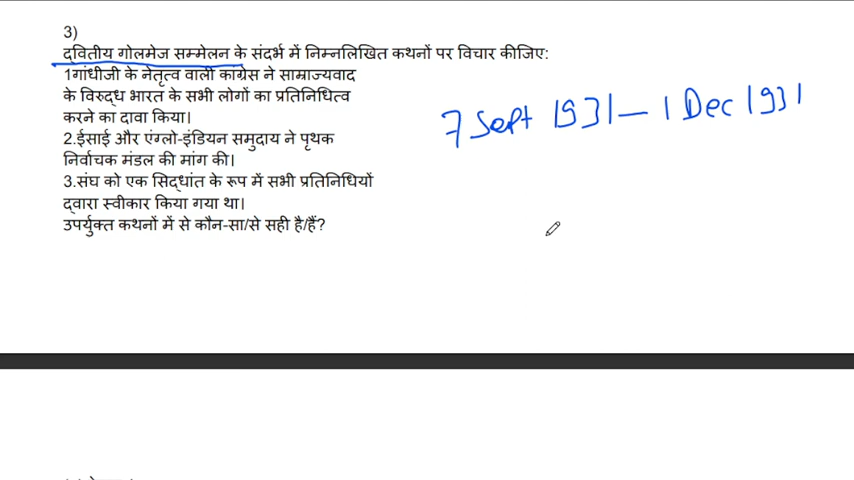 3)
द्वितीय गोलमेज सम्मेलन के संदर्भ में निम्नलिखित कथनों पर विचार कीजिए:
1गांधीजी के नेतृत्व वाली कांग्रेस ने साम्राज्यवाद
के विरुद्ध भारत के सभी लोगों का प्रतिनिधित्व
करने का दावा किया।
7 Sept 1931 — 1 Dec 1931
2.ईसाई और एंग्लो-इंडियन समुदाय ने पृथक
निर्वाचक मंडल की मांग की।
3.संघ को एक सिद्धांत के रूप में सभी प्रतिनिधियों
द्वारा स्वीकार किया गया था।
उपर्युक्त कथनों में से कौन-सा/से सही है/हैं?